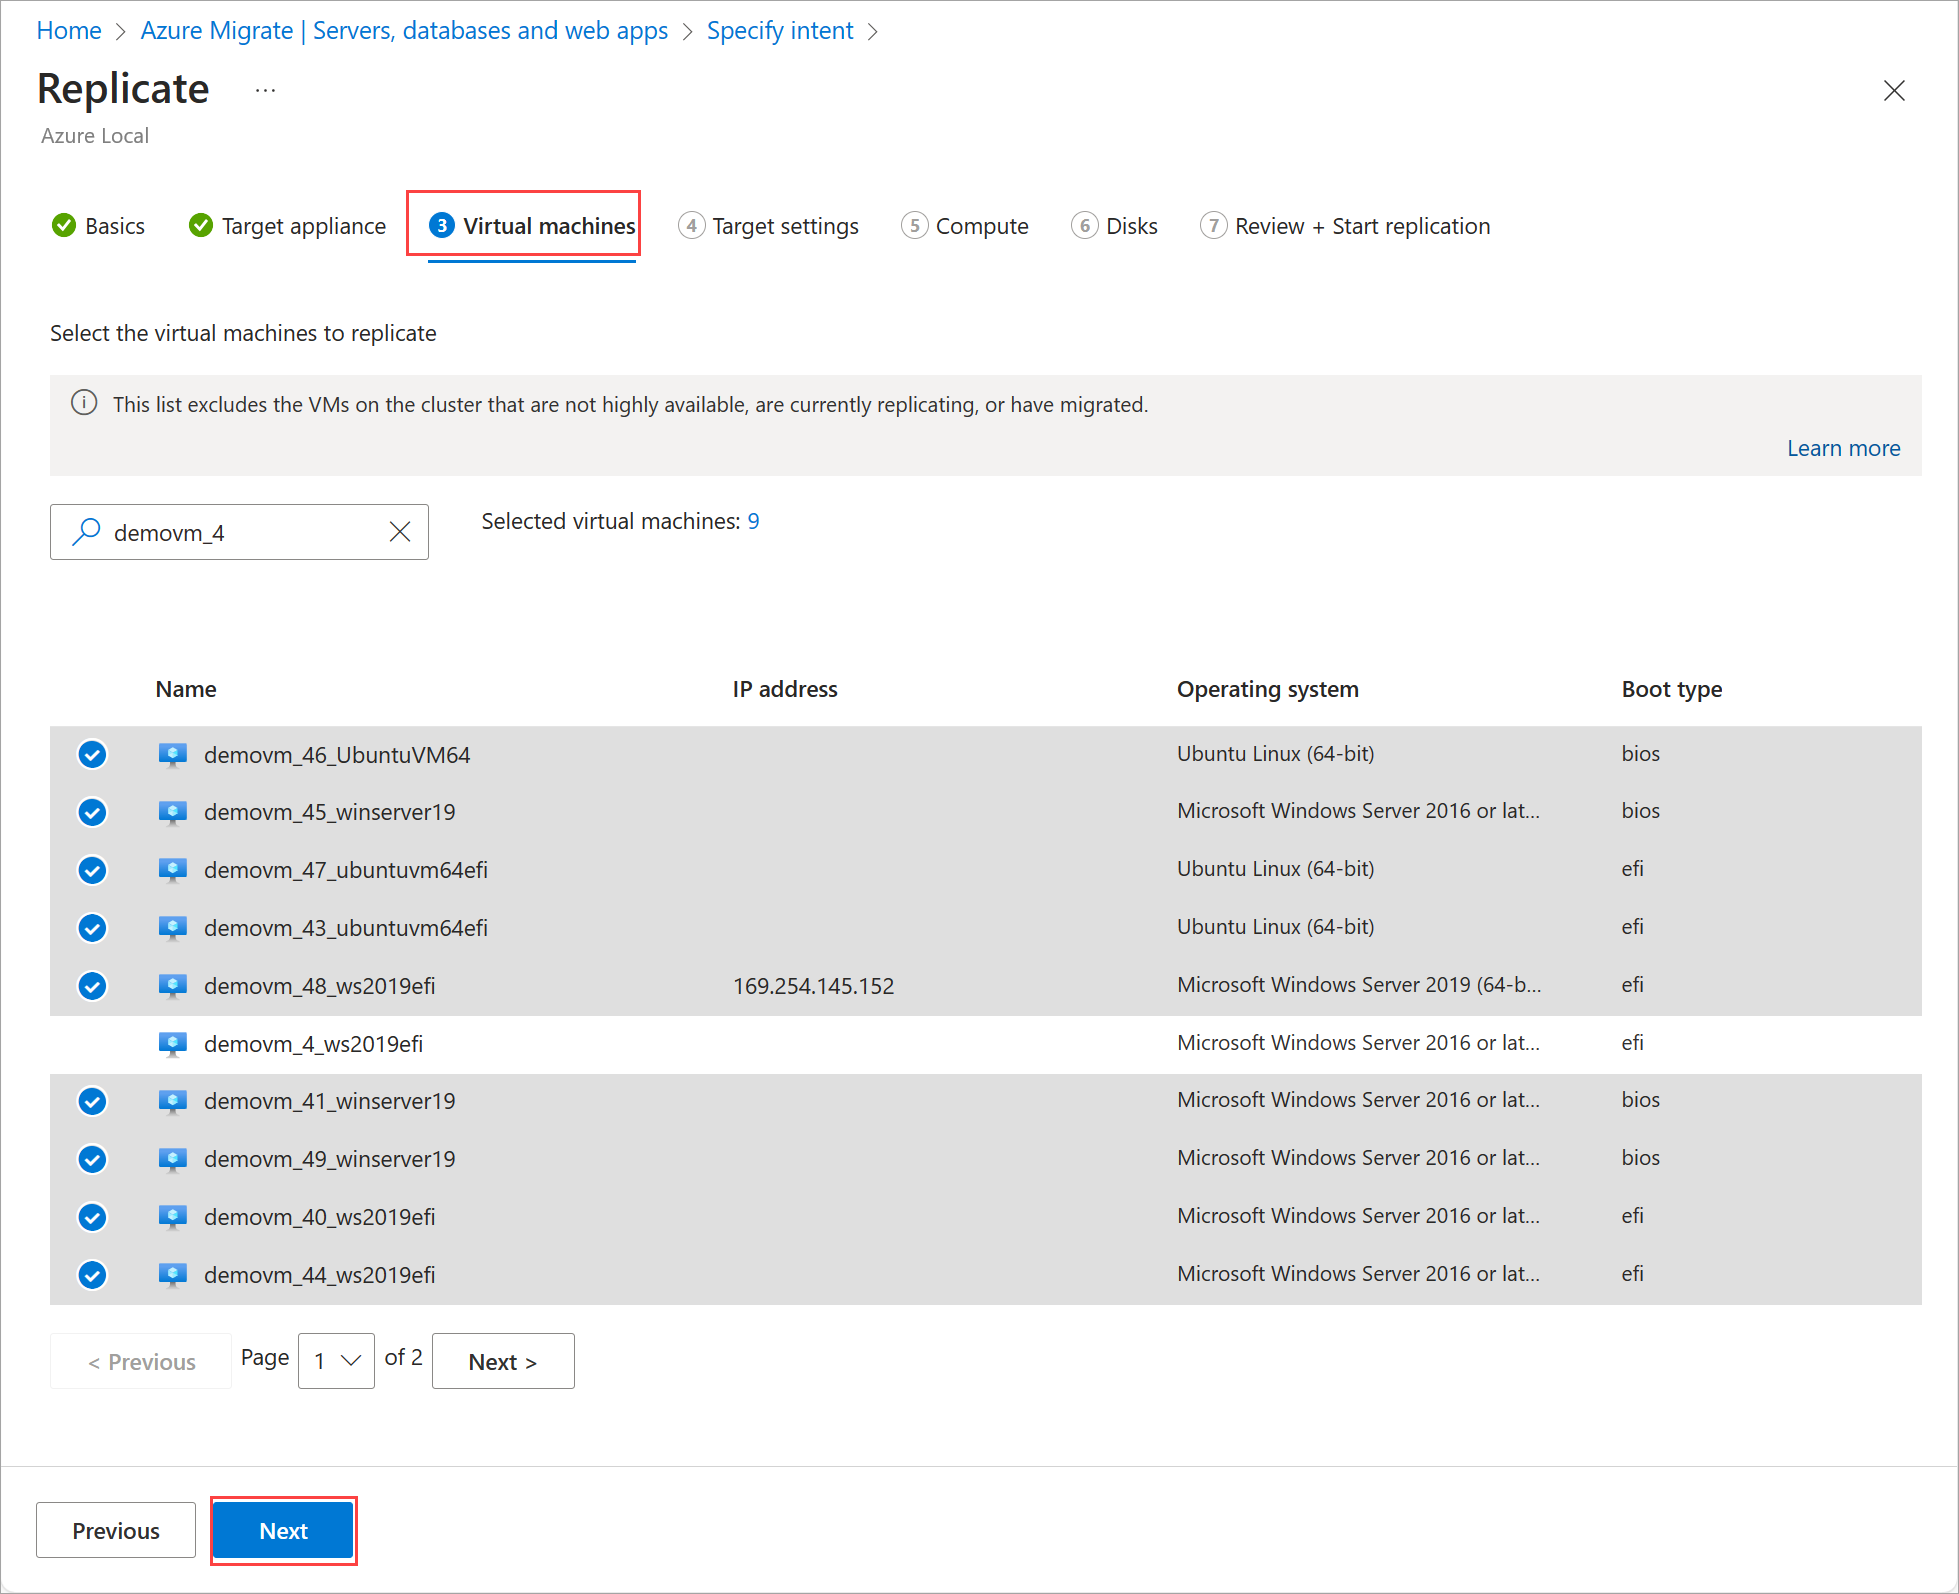 Home > Azure Migrate | Servers, databases and web apps > Specify intent >
Replicate ...
Azure Local
Basics Target appliance 3 Virtual machines 4 Target settings 5 Compute 6 Disks 7 Review + Start replication
Select the virtual machines to replicate
This list excludes the VMs on the cluster that are not highly available, are currently replicating, or have migrated.
Learn more
demovm_4 Selected virtual machines: 9
Name IP address Operating system Boot type
demovm_46_UbuntuVM64 Ubuntu Linux (64-bit) bios
demovm_45_winserver19 Microsoft Windows Server 2016 or lat... bios
demovm_47_ubuntuvm64efi Ubuntu Linux (64-bit) efi
demovm_43_ubuntuvm64efi Ubuntu Linux (64-bit) efi
demovm_48_ws2019efi 169.254.145.152 Microsoft Windows Server 2019 (64-b... efi
demovm_4_ws2019efi Microsoft Windows Server 2016 or lat... efi
demovm_41_winserver19 Microsoft Windows Server 2016 or lat... bios
demovm_49_winserver19 Microsoft Windows Server 2016 or lat... bios
demovm_40_ws2019efi Microsoft Windows Server 2016 or lat... efi
demovm_44_ws2019efi Microsoft Windows Server 2016 or lat... efi
< Previous Page 1 of 2 Next >
Previous Next